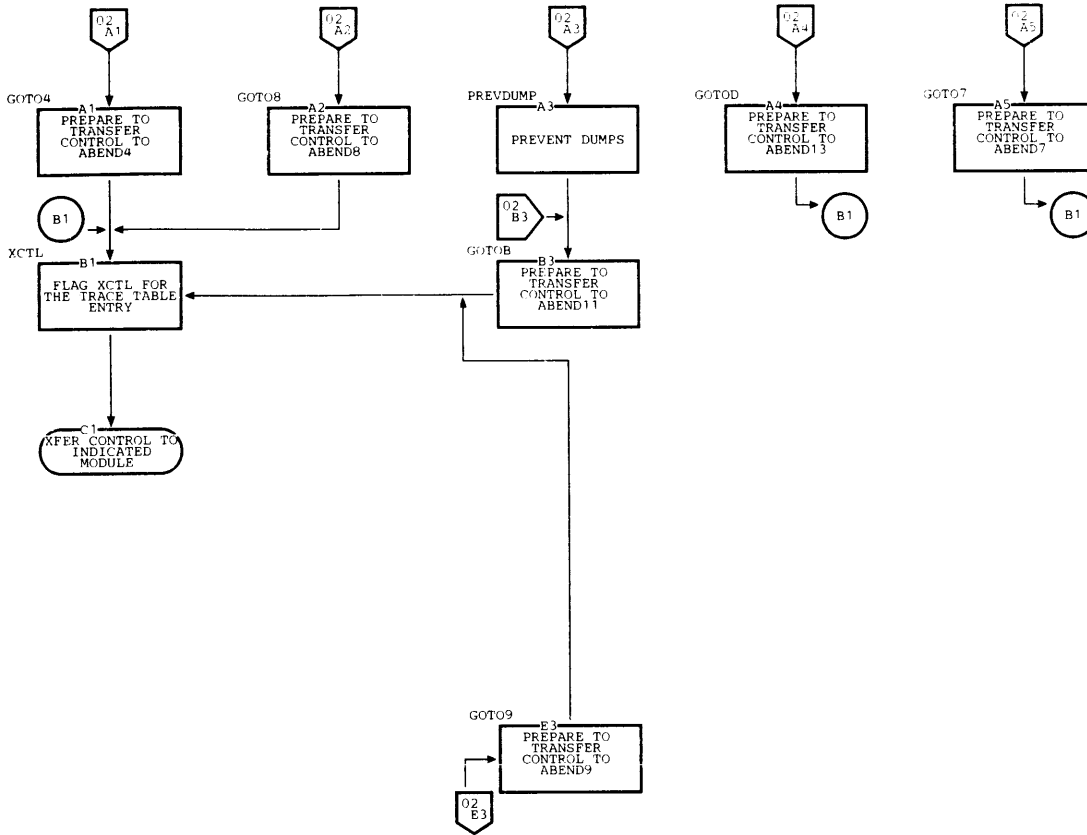 02
A1
02
A2
02
A3
02
A4
02
A5
GOTO4
A1
PREPARE TO
TRANSFER
CONTROL TO
ABEND4
GOTO8
A2
PREPARE TO
TRANSFER
CONTROL TO
ABEND8
PREVDUMP
A3
PREVENT DUMPS
GOTOD
A4
PREPARE TO
TRANSFER
CONTROL TO
ABEND13
GOTO7
A5
PREPARE TO
TRANSFER
CONTROL TO
ABEND7
B1
02
B3
B1
B1
XCTL
B1
FLAG XCTL FOR
THE TRACE TABLE
ENTRY
GOTOB
B3
PREPARE TO
TRANSFER
CONTROL TO
ABEND11
C1
XFER CONTROL TO
INDICATED
MODULE
GOTO9
E3
PREPARE TO
TRANSFER
CONTROL TO
ABEND9
02
E3